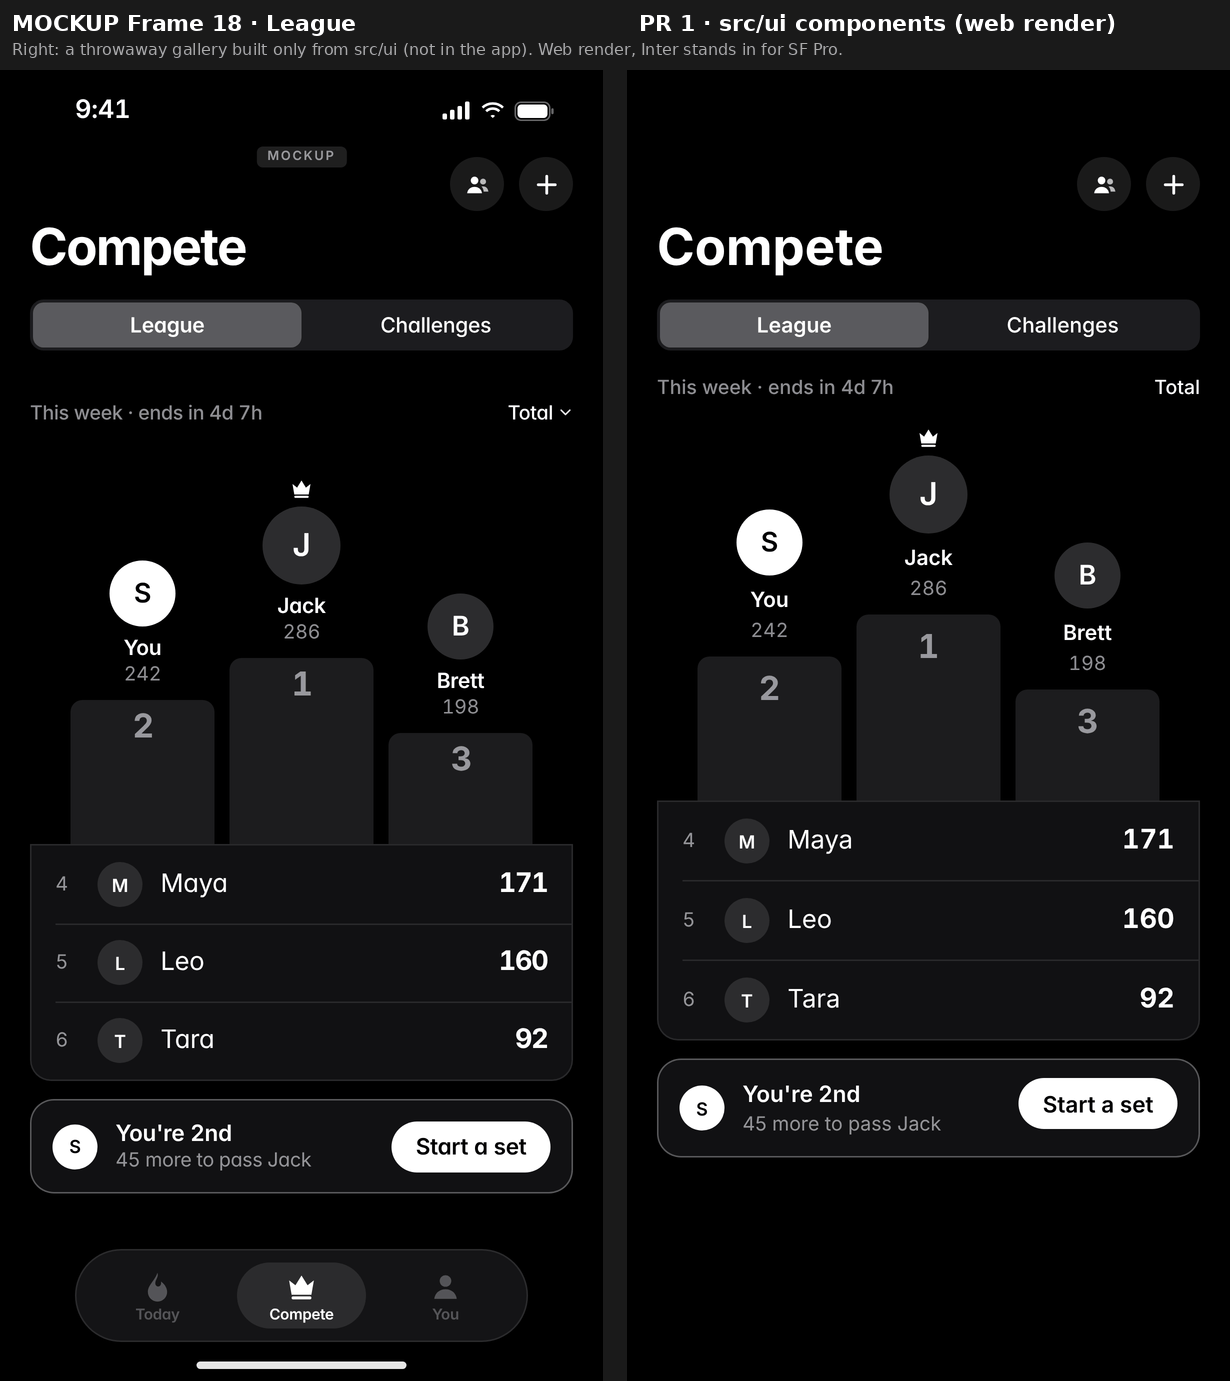 MOCKUP Frame 18 · League
PR 1 · src/ui components (web render)
Right: a throwaway gallery built only from src/ui (not in the app). Web render, Inter stands in for SF Pro.
9:41
MOCKUP
Compete
League
Challenges
This week · ends in 4d 7h
Total
J
Jack
286
S
You
242
B
Brett
198
1
2
3
4
M
Maya
171
5
L
Leo
160
6
T
Tara
92
S
You're 2nd
45 more to pass Jack
Start a set
Today
Compete
You
Compete
League
Challenges
This week · ends in 4d 7h
Total
J
Jack
286
S
You
242
B
Brett
198
1
2
3
4
M
Maya
171
5
L
Leo
160
6
T
Tara
92
S
You're 2nd
45 more to pass Jack
Start a set